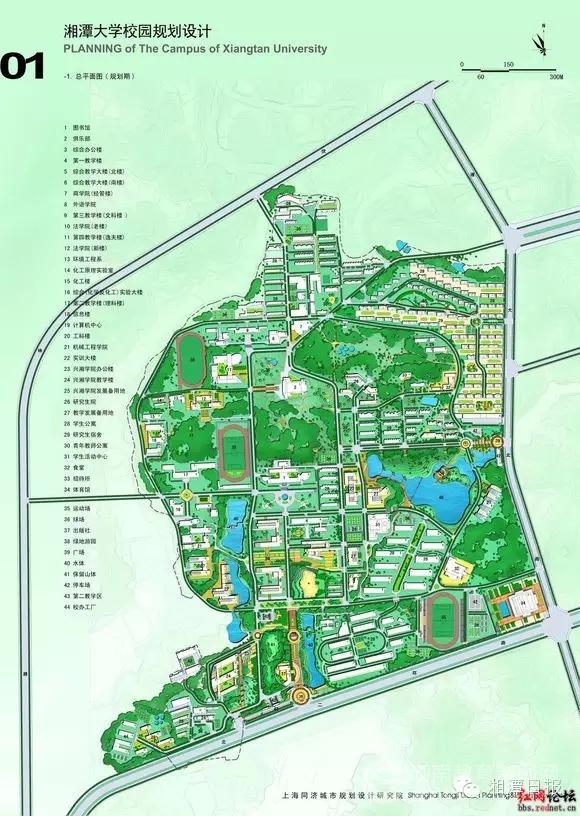 湘潭大学校园规划设计
PLANNING of The Campus of Xiangtan University
01
-1. 总平面图（规划期）
0 150
60 300M
1 图书馆
2 俱乐部
3 综合办公楼
4 第一教学楼
5 综合教学大楼(北楼)
6 综合教学大楼(南楼)
7 商学院(经管楼)
8 外语学院
9 第三教学楼(文科楼)
10 法学院(老楼)
11 第四教学楼(逸夫楼)
12 法学院(新楼)
13 环境工程系
14 化工原理实验室
15 化工楼
16 综合(化学及化工)实验大楼
17 第二教学楼(理科楼)
18 信息楼
19 计算机中心
20 工科楼
21 机械工程学院
22 实训大楼
23 兴湘学院办公楼
24 兴湘学院教学楼
25 兴湘学院发展备用地
26 研究生院
27 教学发展备用地
28 学生公寓
29 研究生宿舍
30 青年教师公寓
31 学生活动中心
32 食堂
33 招待所
34 体育馆
35 运动场
36 球场
37 出版社
38 绿地游园
39 广场
40 水体
41 保留山体
42 停车场
43 第二教学区
44 校办工厂
上海同济城市规划设计研究院 Shanghai Tongji Urban Planning
湘潭日报
红网论坛
bbs.rednet.cn